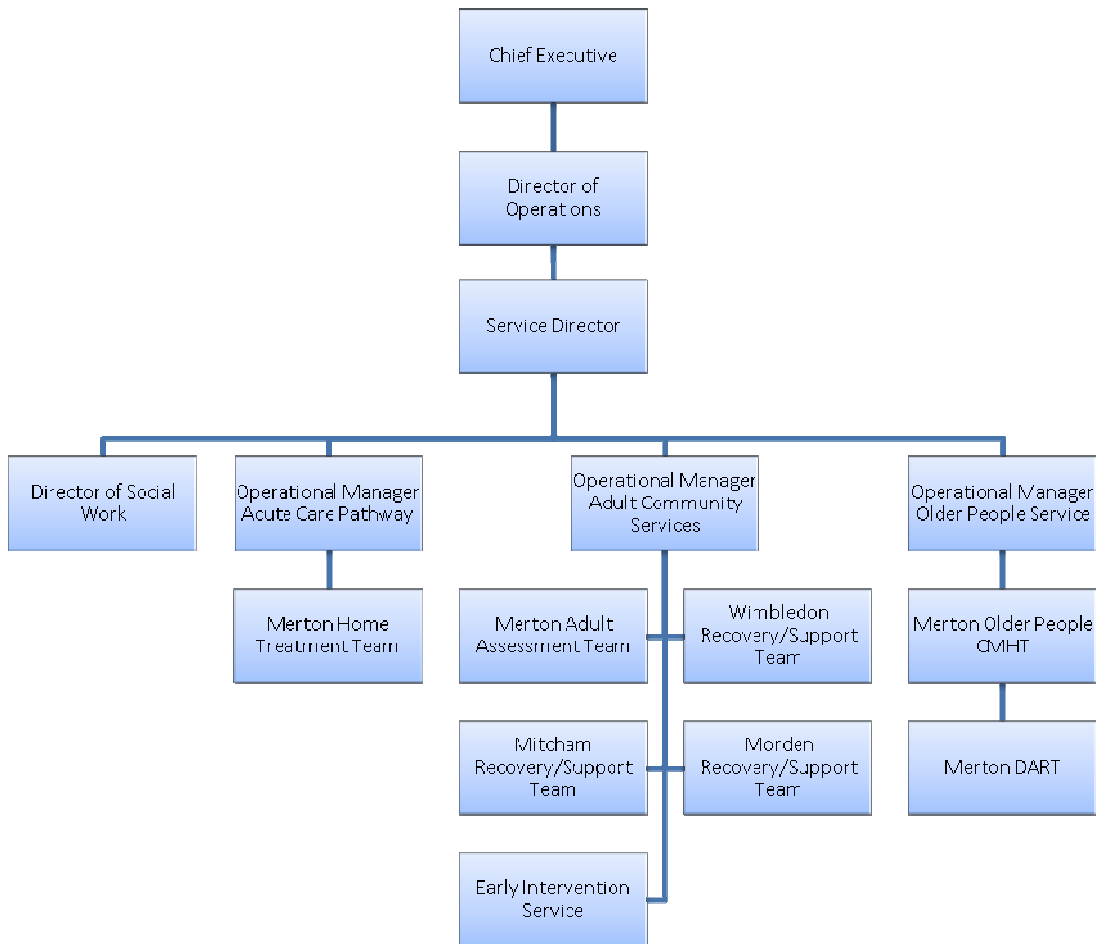 Chief Executive
Director of
Operations
Service Director
Director of Social
Work
Operational Manager
Acute Care Pathway
Operational Manager
Adult Community
Services
Operational Manager
Older People Service
Merton Home
Treatment Team
Merton Adult
Assessment Team
Wimbledon
Recovery/Support
Team
Merton Older People
CMHT
Mitcham
Recovery/Support
Team
Morden
Recovery/Support
Team
Merton DART
Early Intervention
Service